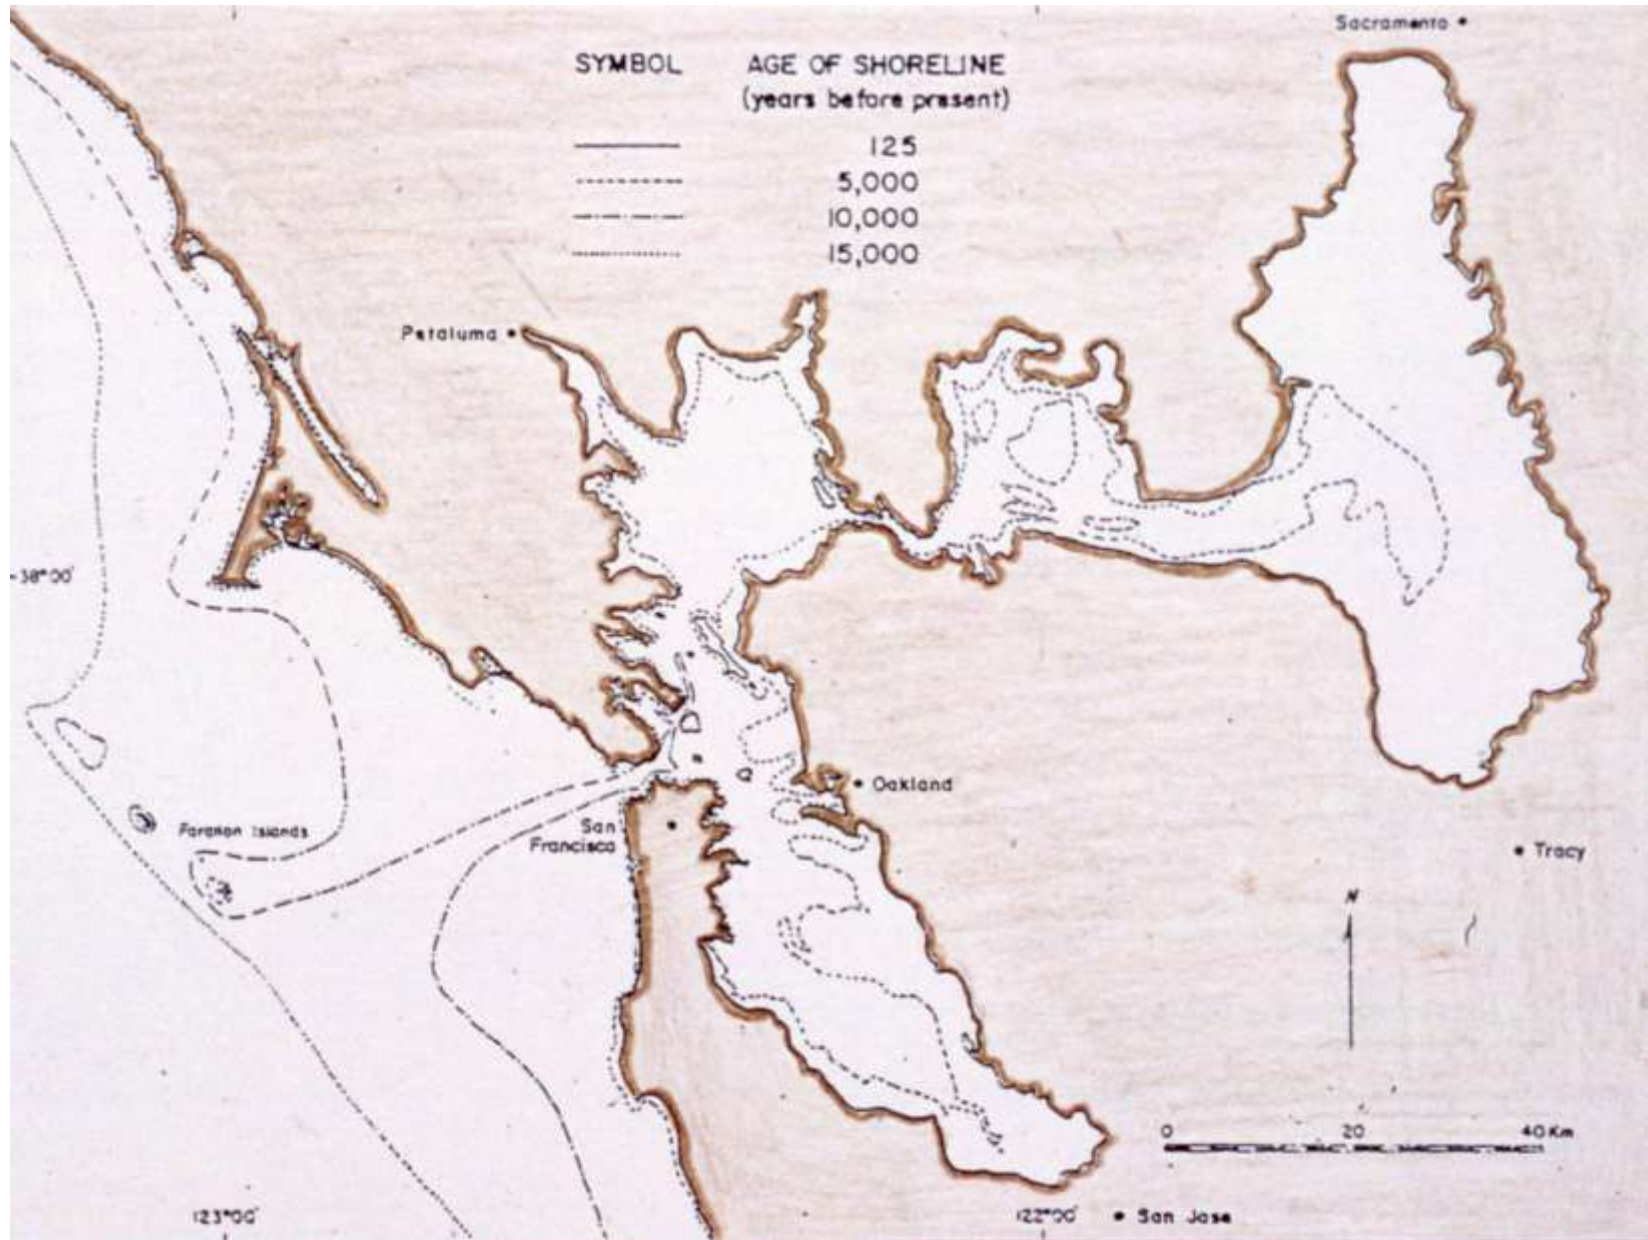 Sacramento
SYMBOL AGE OF SHORELINE
(years before present)
125
5,000
10,000
15,000
Petaluma
38°00'
Oakland
San
Francisco
Farallon Islands
Tracy
N
0 20 40 Km
123°00'
122°00'
San Jose